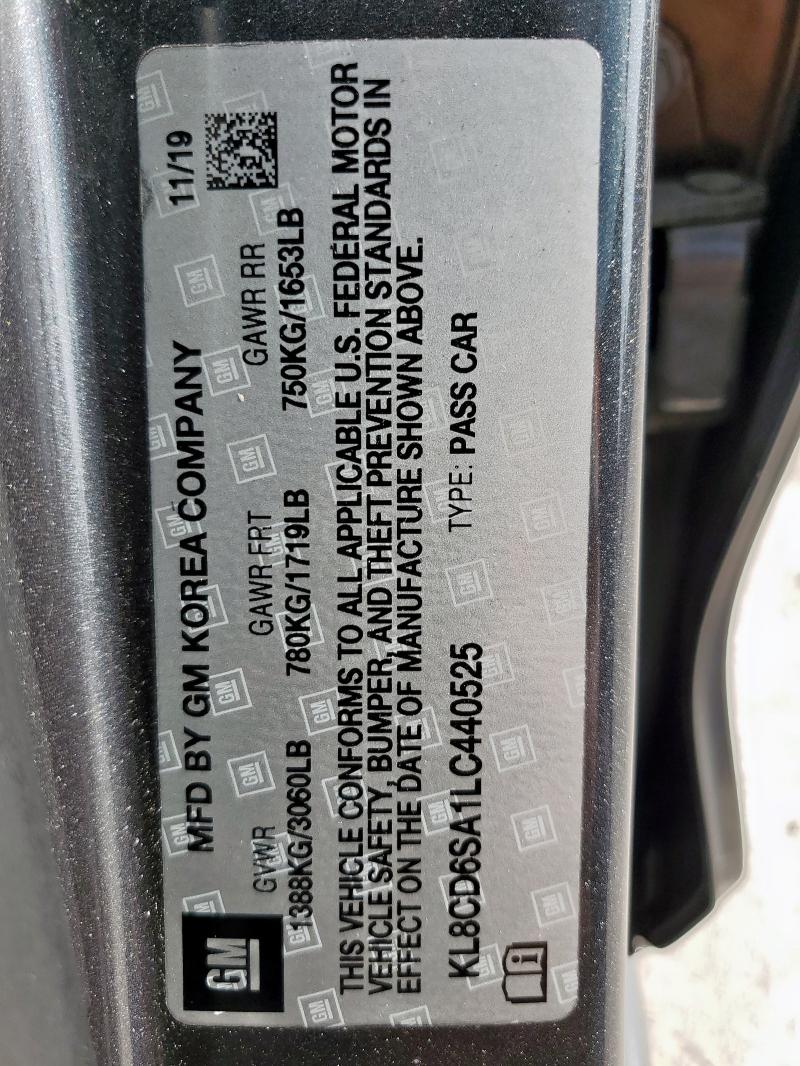 GM
MFD BY GM KOREA COMPANY
11/19
GVWR
GAWR FRT
GAWR RR
1388KG/3060LB
780KG/1719LB
750KG/1653LB
THIS VEHICLE CONFORMS TO ALL APPLICABLE U.S. FEDERAL MOTOR
VEHICLE SAFETY, BUMPER, AND THEFT PREVENTION STANDARDS IN
EFFECT ON THE DATE OF MANUFACTURE SHOWN ABOVE.
KL8CD6SA1LC440525
TYPE: PASS CAR